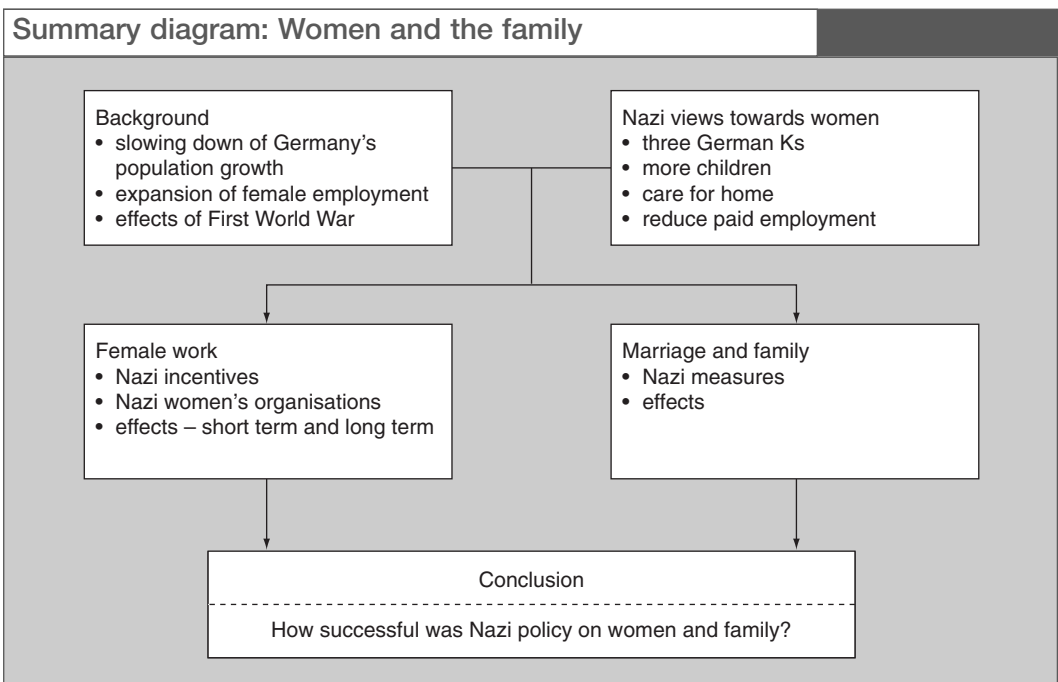 Summary diagram: Women and the family
Background
• slowing down of Germany's
population growth
• expansion of female employment
• effects of First World War
Nazi views towards women
• three German Ks
• more children
• care for home
• reduce paid employment
Female work
• Nazi incentives
• Nazi women's organisations
• effects – short term and long term
Marriage and family
• Nazi measures
• effects
Conclusion
How successful was Nazi policy on women and family?